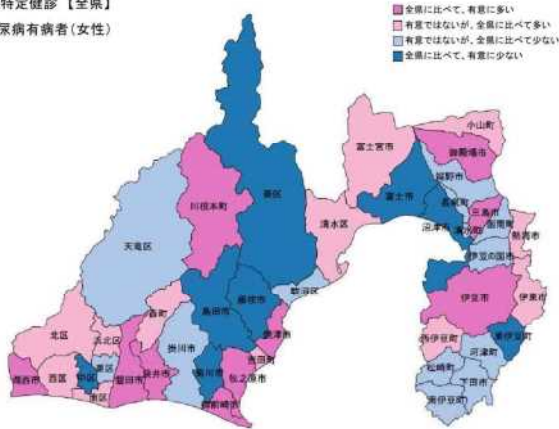 特定健診【全県】
尿病有病者(女性)
全県に比べて、有意に多い
有意ではないが、全県に比べて多い
有意ではないが、全県に比べて少ない
全県に比べて、有意に少ない
小山町
御殿場市
富士宮市
裾野市
葵区
川根本町
富士市
長泉町
三島市
沼津市
清水町
函南町
熱海市
清水区
天竜区
伊豆の国市
駿河区
伊豆市
伊東市
島田市
藤枝市
森町
北区
浜北区
掛川市
焼津市
西伊豆町
東伊豆町
河津町
吉田町
湖西市
西区
中区
東区
磐田市
袋井市
菊川市
牧之原市
松崎町
下田市
南区
御前崎市
南伊豆町